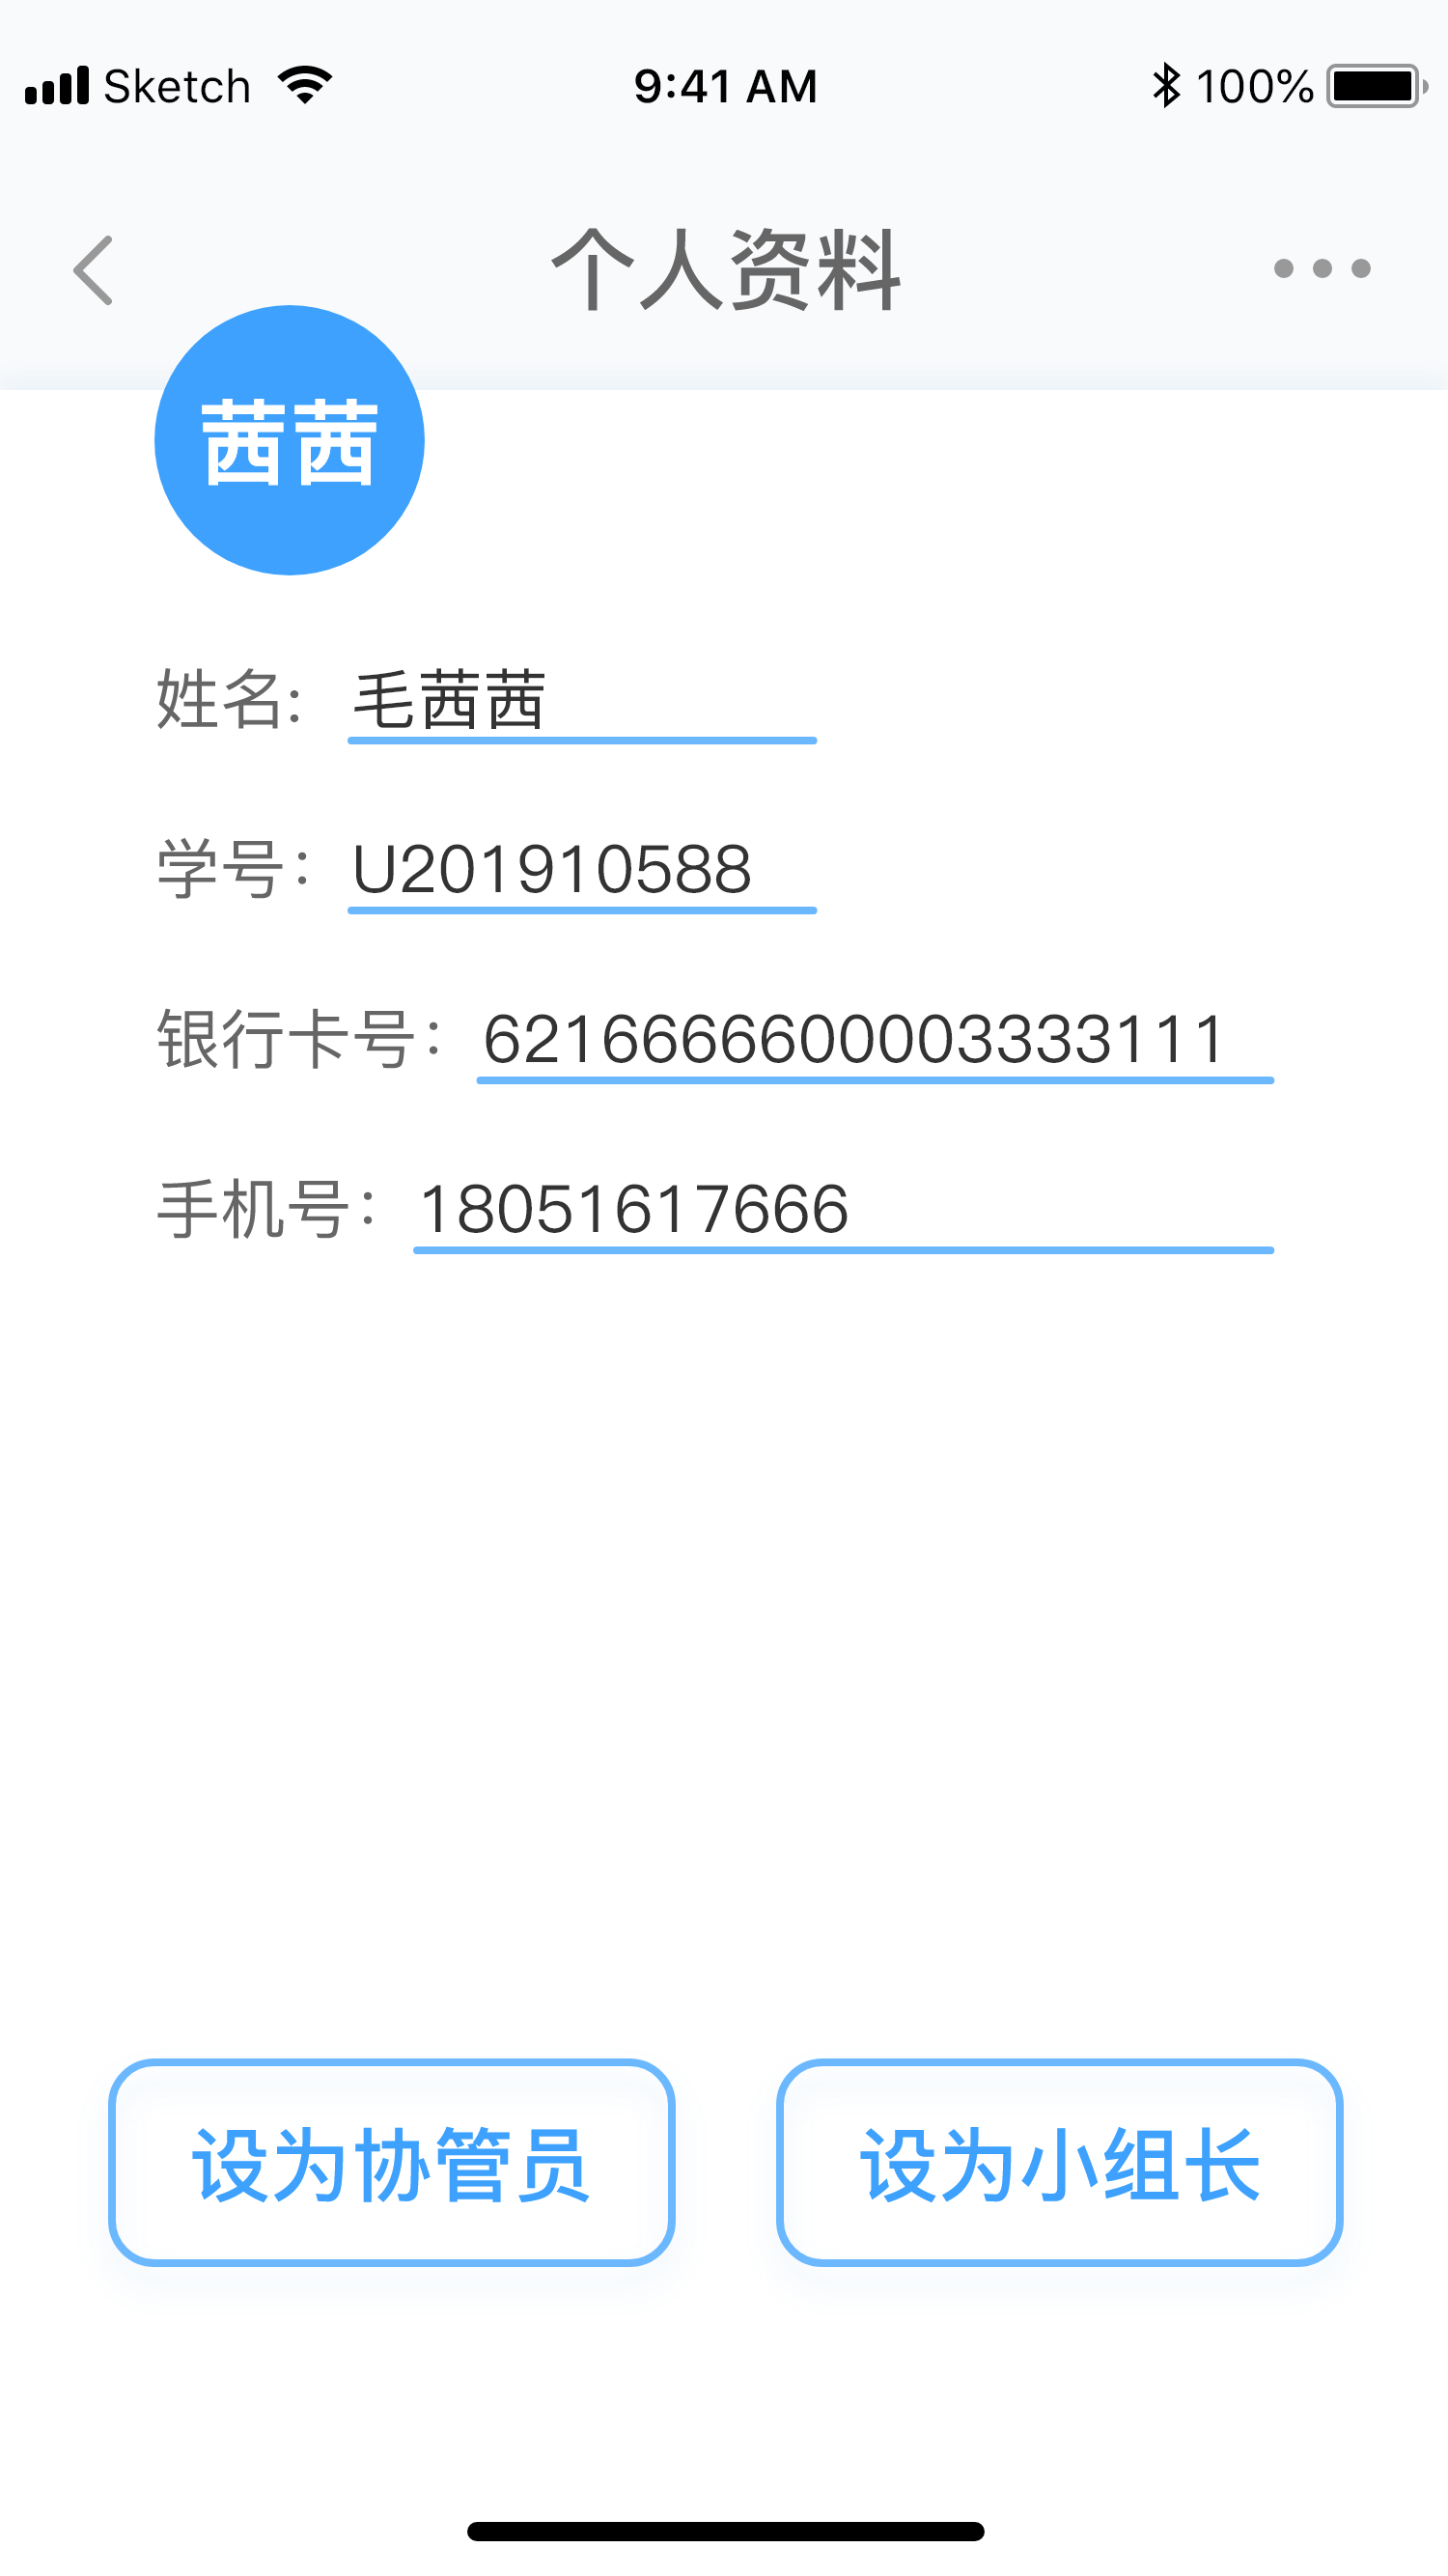 Sketch 9:41 AM 100%
个人资料
茜茜
姓名: 毛茜茜
学号: U201910588
银行卡号: 6216666600003333111
手机号: 18051617666
设为协管员 设为小组长